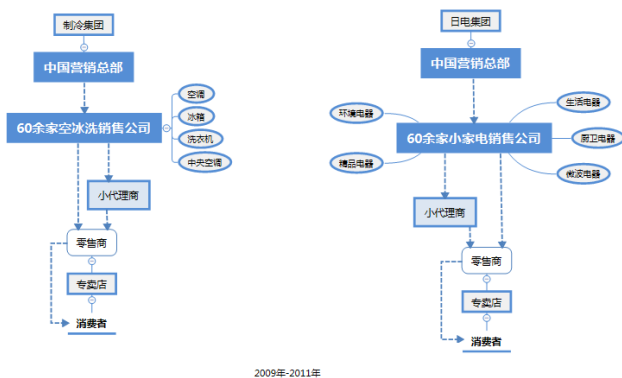 制冷集团
中国营销总部
60余家空冰洗销售公司
空调
冰箱
洗衣机
中央空调
小代理商
零售商
专卖店
消费者
日电集团
中国营销总部
60余家小家电销售公司
环境电器
精品电器
生活电器
厨卫电器
微波电器
小代理商
零售商
专卖店
消费者
2009年-2011年